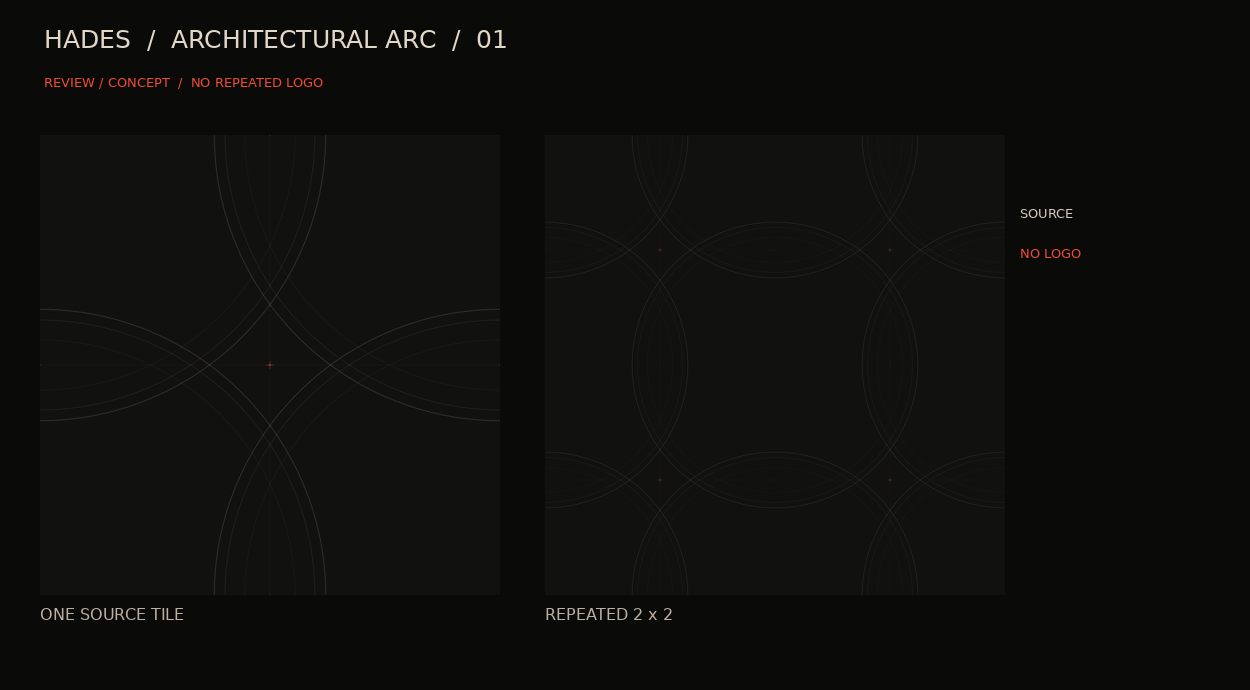 HADES / ARCHITECTURAL ARC / 01
REVIEW / CONCEPT / NO REPEATED LOGO
SOURCE
NO LOGO
ONE SOURCE TILE
REPEATED 2 x 2